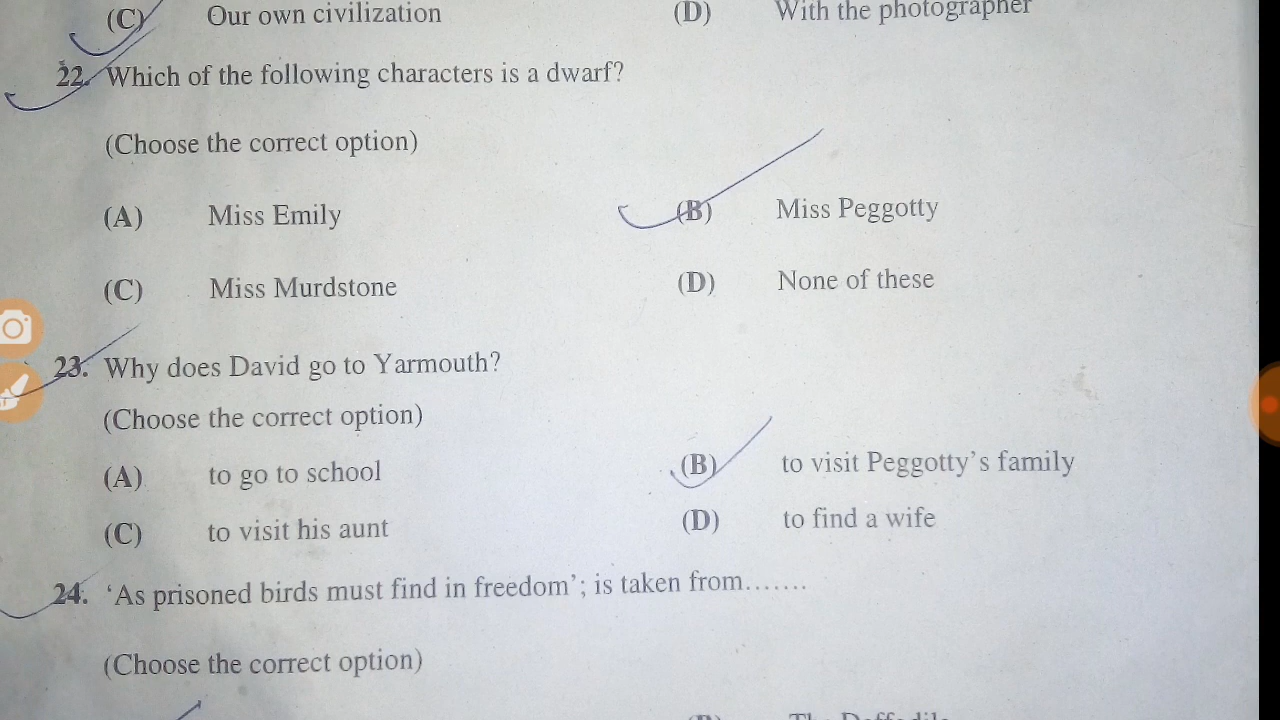 (C) Our own civilization (D) With the photographer
22. Which of the following characters is a dwarf?
(Choose the correct option)
(A) Miss Emily (B) Miss Peggotty
(C) Miss Murdstone (D) None of these
23. Why does David go to Yarmouth?
(Choose the correct option)
(A) to go to school (B) to visit Peggotty's family
(C) to visit his aunt (D) to find a wife
24. 'As prisoned birds must find in freedom'; is taken from.......
(Choose the correct option)
(B) The Daffodils